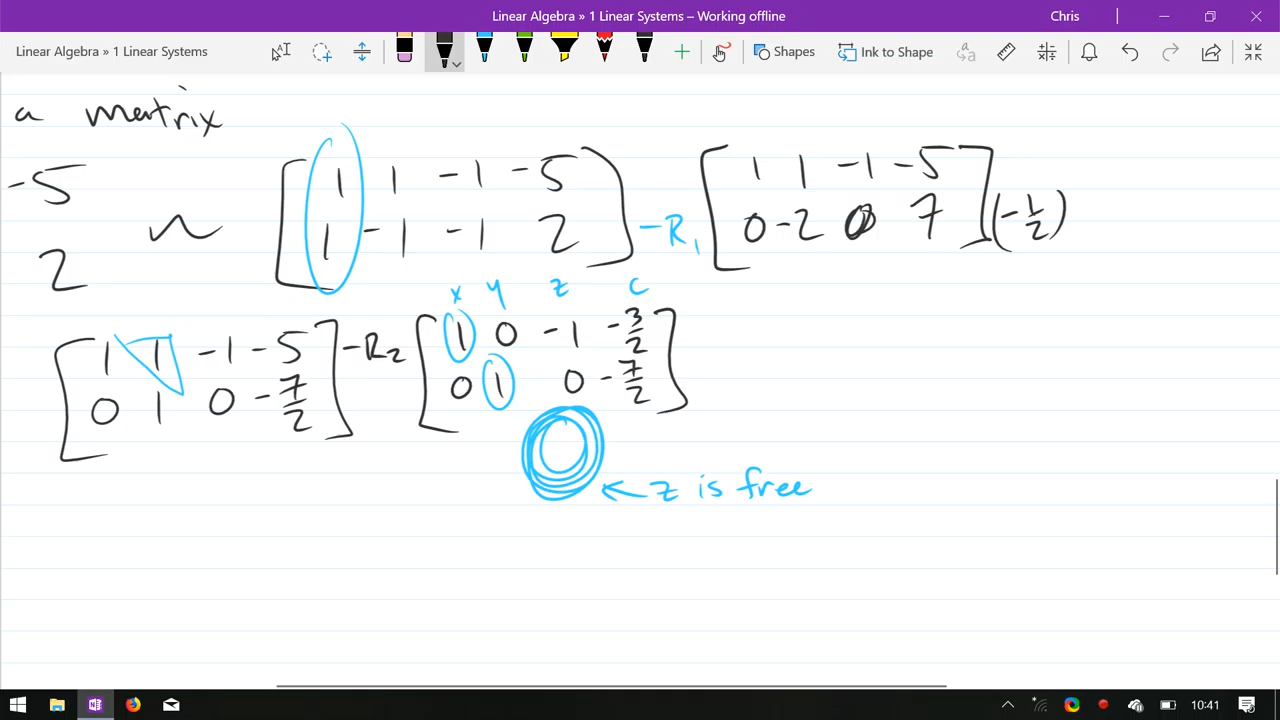 Linear Algebra » 1 Linear Systems – Working offline
Chris
Linear Algebra » 1 Linear Systems
Shapes
Ink to Shape
a matrix
-5
2
~
[ 1 1 -1 -5 ]
[ 1 -1 -1 2 ] -R₁
[ 1 1 -1 -5 ]
[ 0 -2 0 7 ] (-1/2)
[ 1 1 -1 -5 ] -R₂
[ 0 1 0 -7/2 ]
x y z c
[ 1 0 -1 -3/2 ]
[ 0 1 0 -7/2 ]
← z is free
10:41